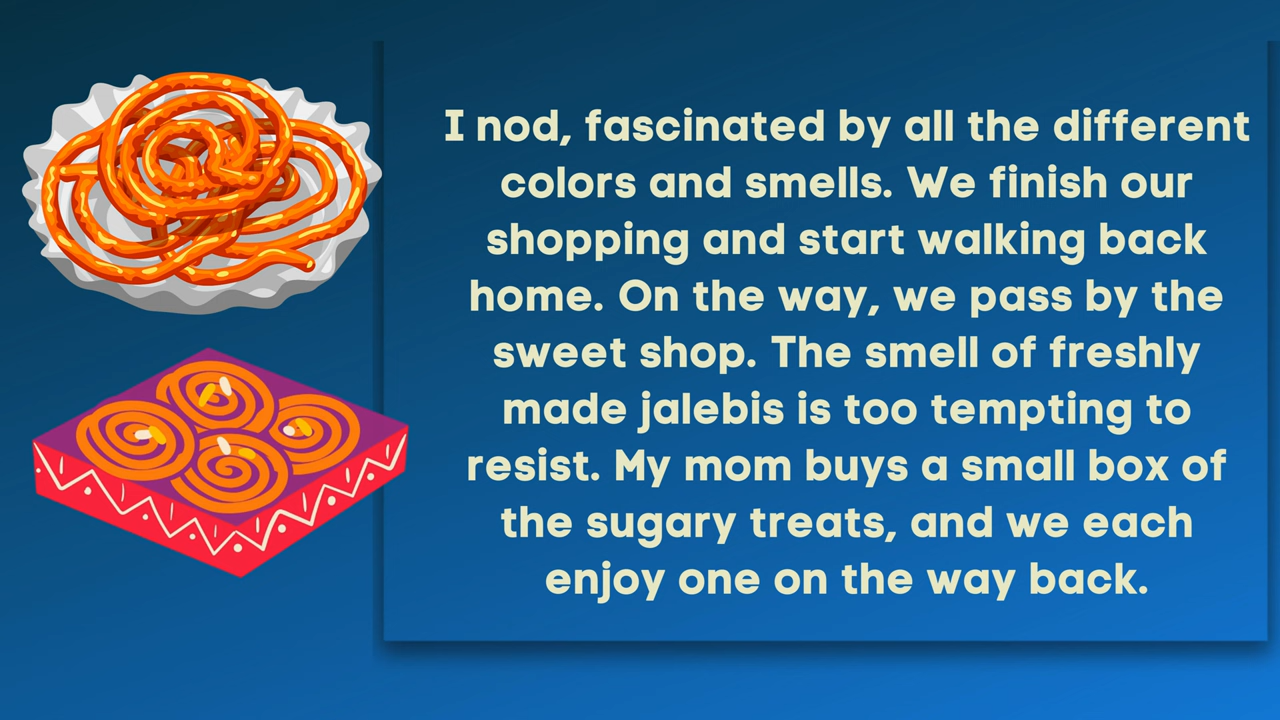 I nod, fascinated by all the different
colors and smells. We finish our
shopping and start walking back
home. On the way, we pass by the
sweet shop. The smell of freshly
made jalebis is too tempting to
resist. My mom buys a small box of
the sugary treats, and we each
enjoy one on the way back.